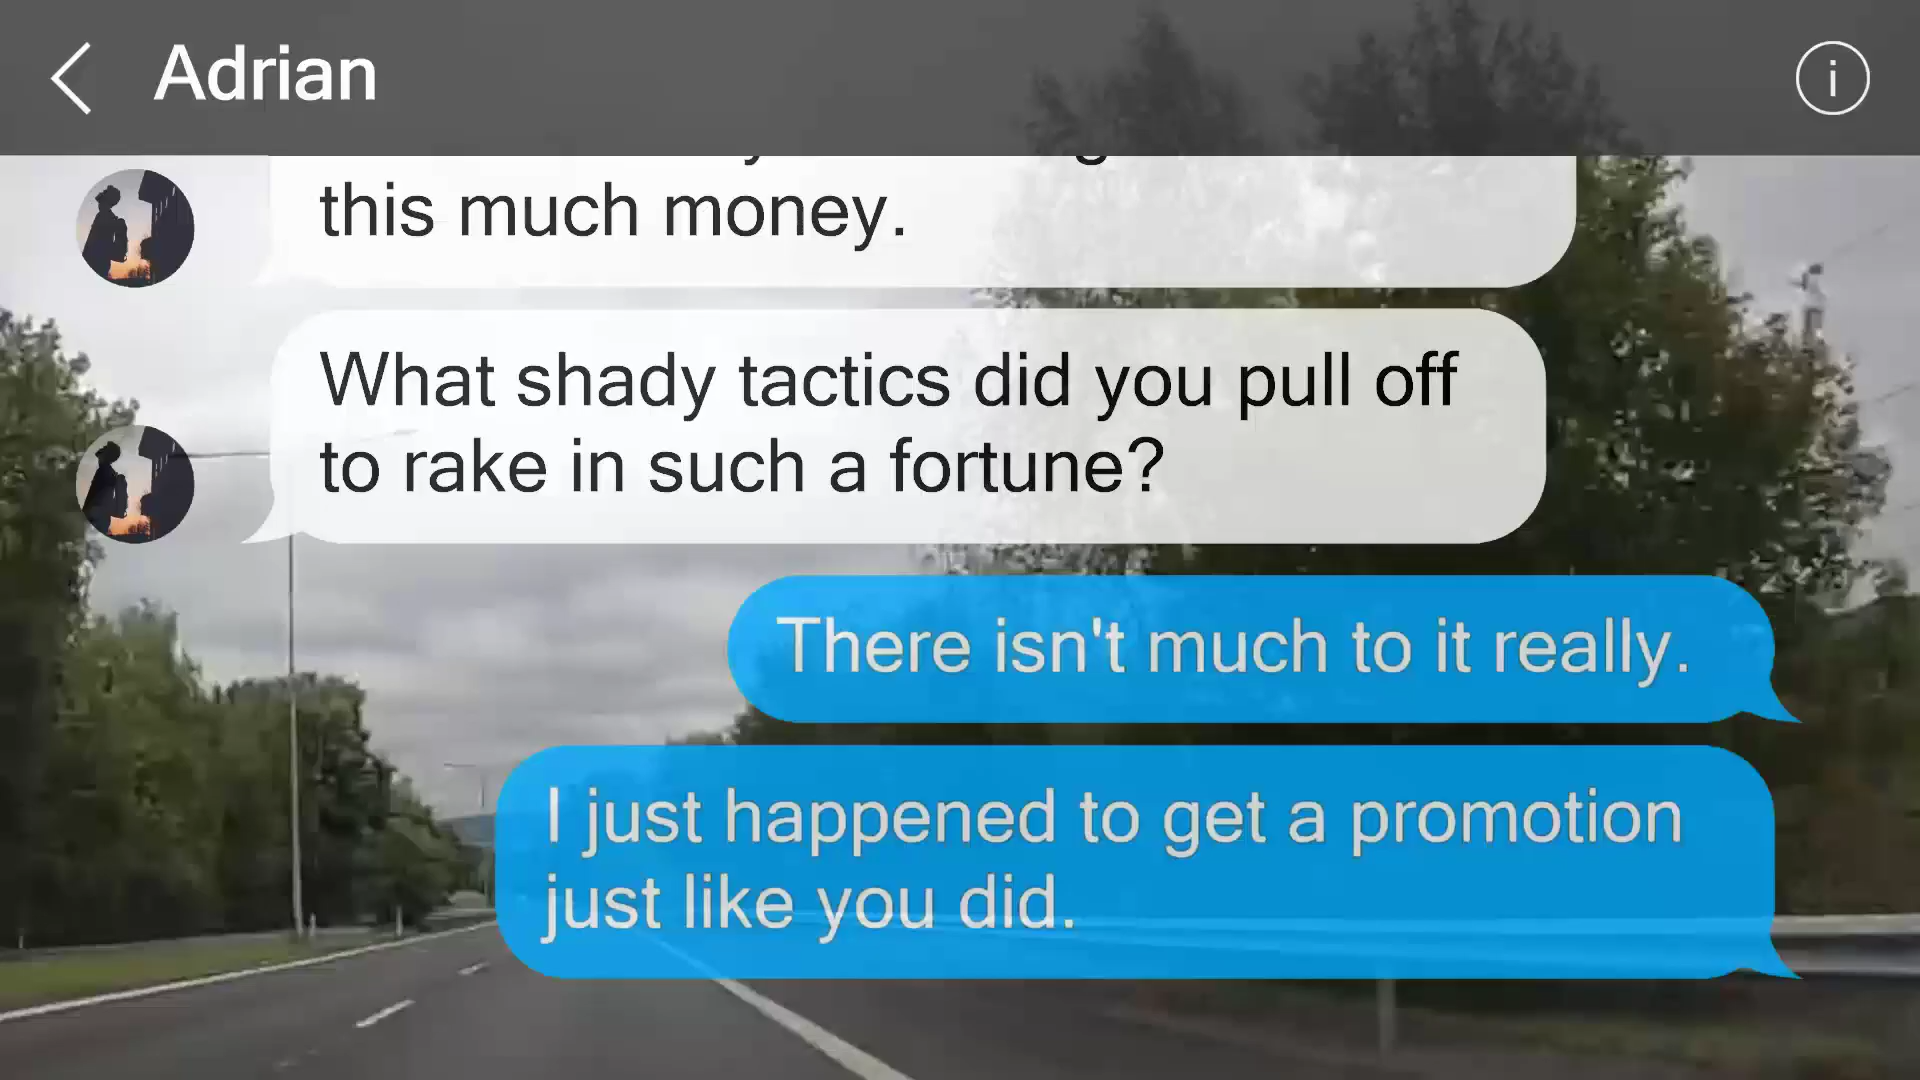 Adrian
this much money.
What shady tactics did you pull off
to rake in such a fortune?
There isn't much to it really.
I just happened to get a promotion
just like you did.